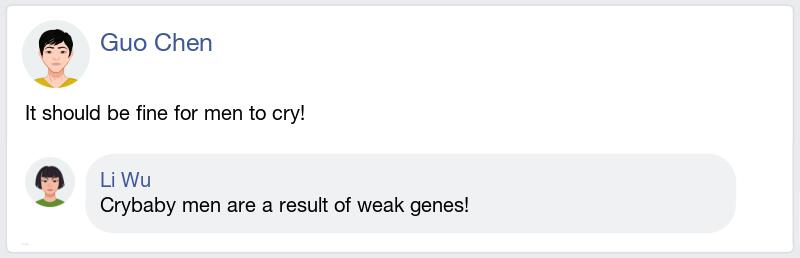 Guo Chen
It should be fine for men to cry!
Li Wu
Crybaby men are a result of weak genes!